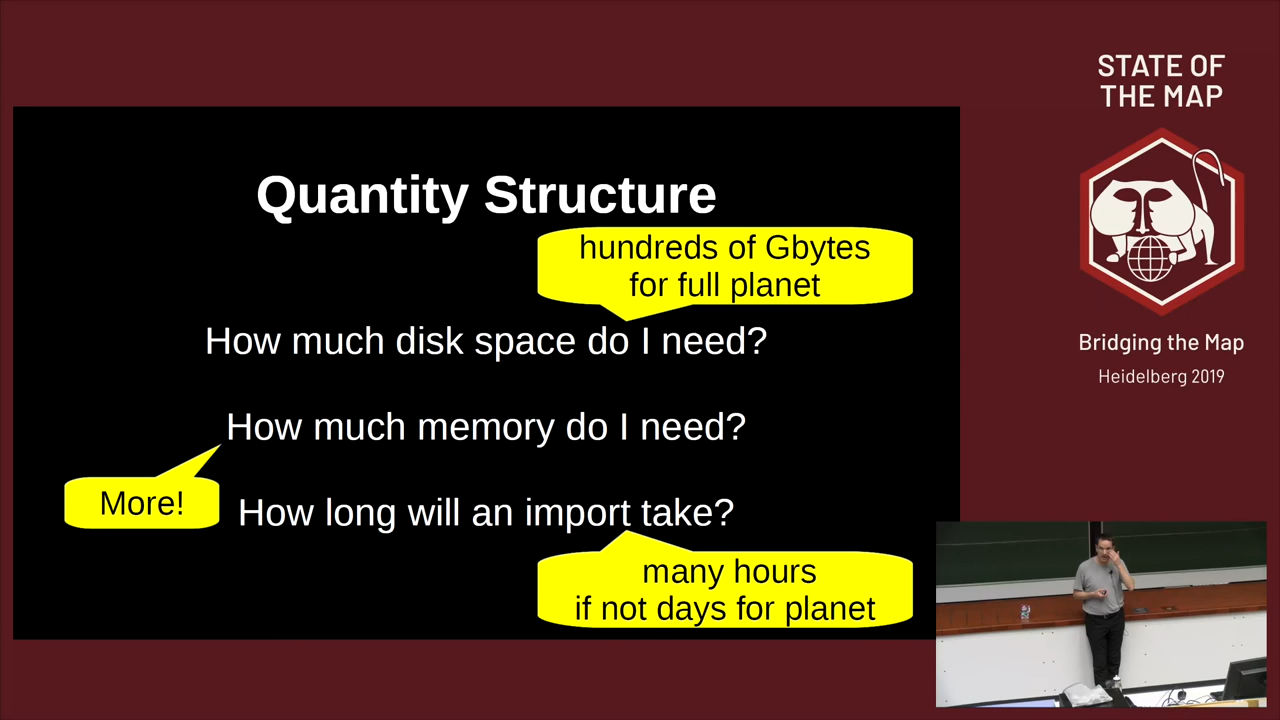 STATE OF
THE MAP
Quantity Structure
hundreds of Gbytes
for full planet
How much disk space do I need?
How much memory do I need?
More!
How long will an import take?
many hours
if not days for planet
Bridging the Map
Heidelberg 2019